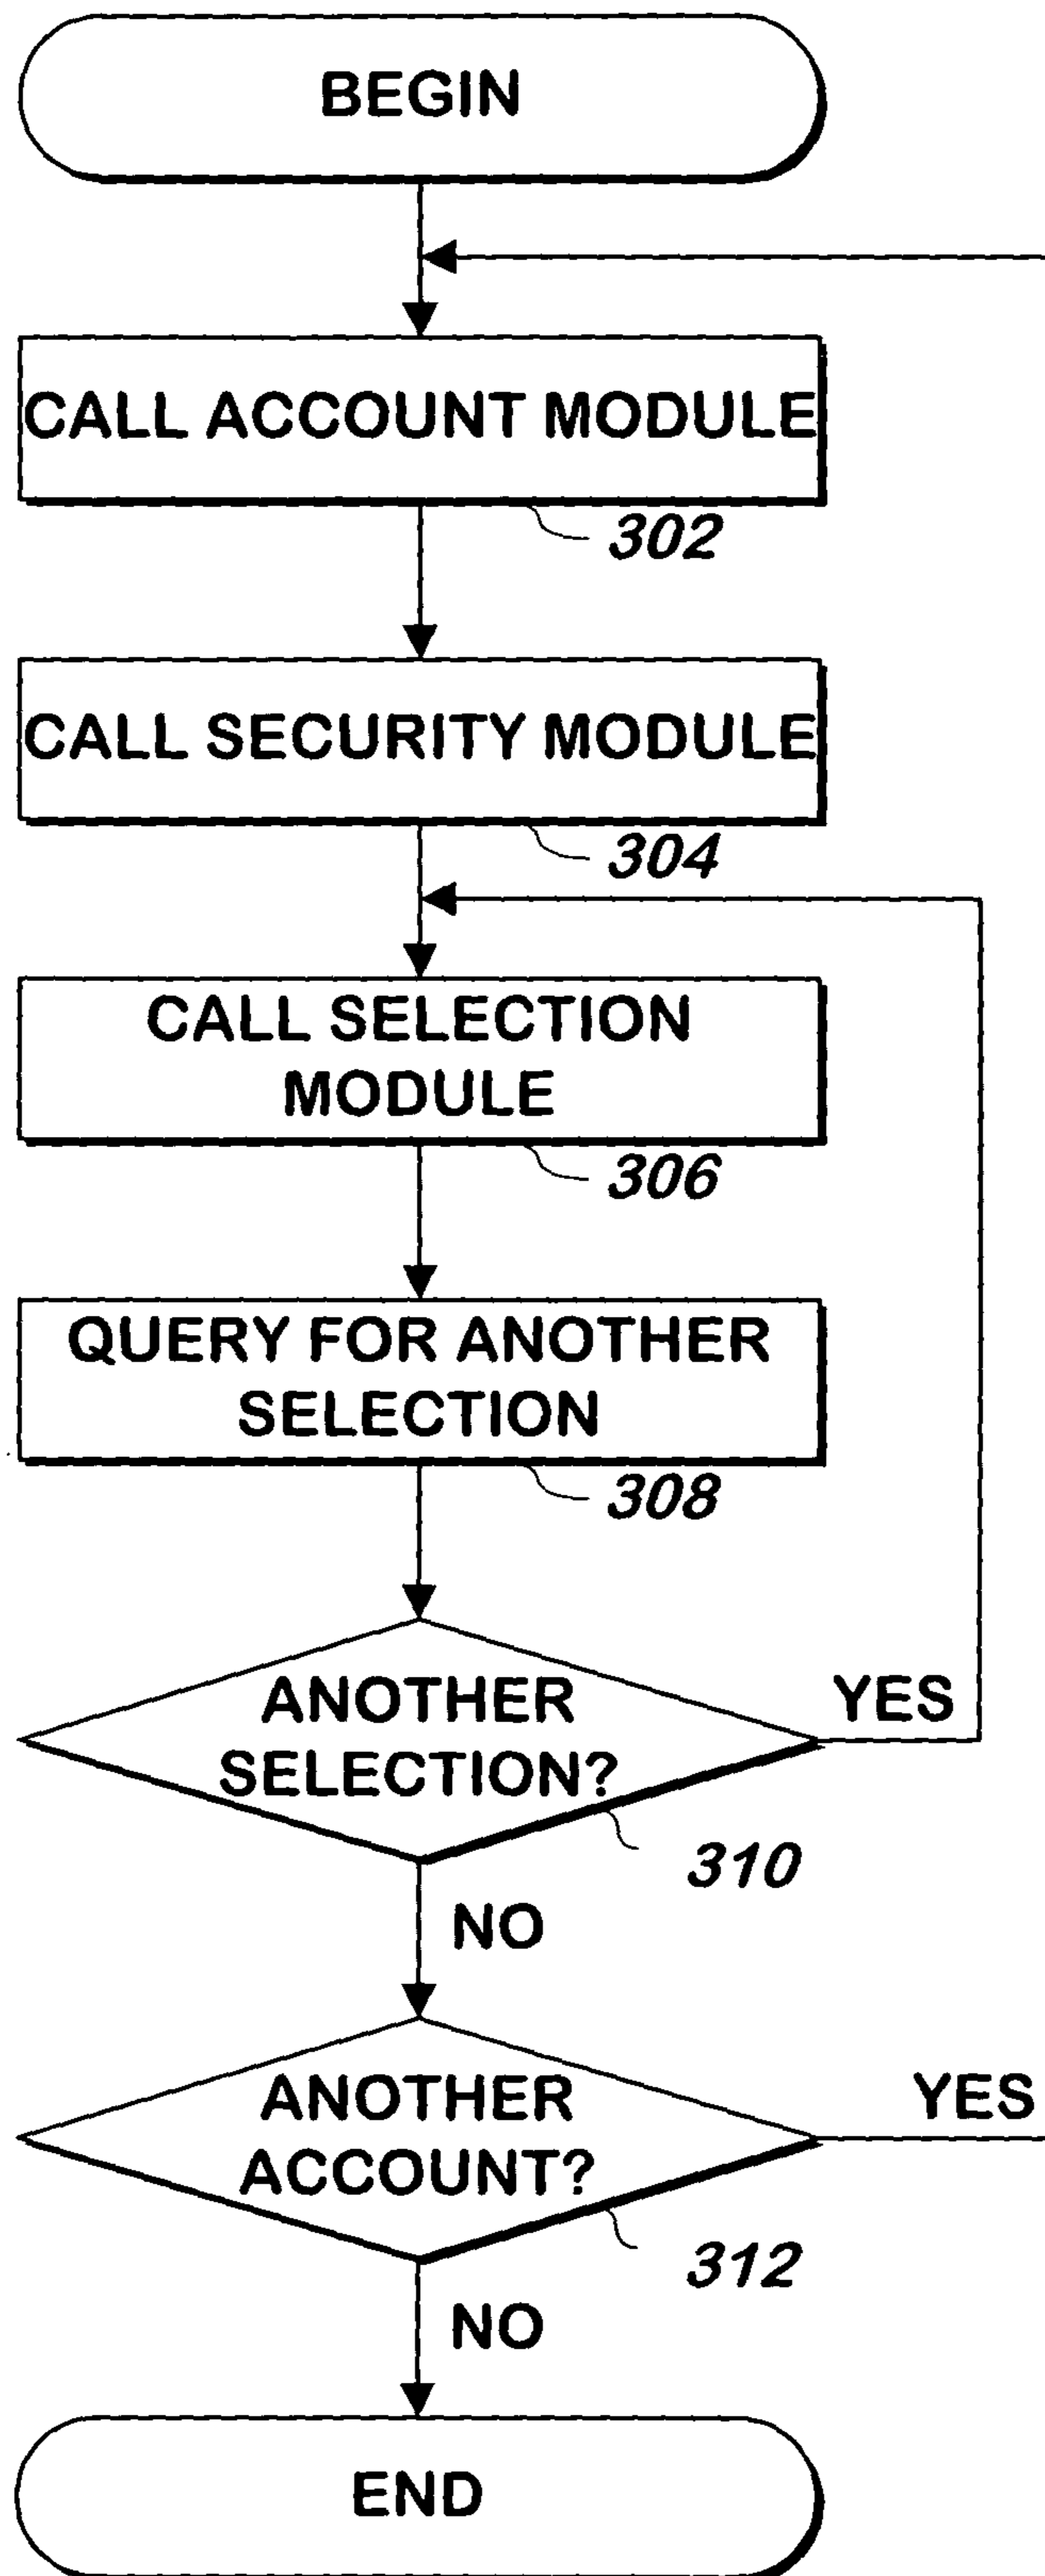 BEGIN
CALL ACCOUNT MODULE
302
CALL SECURITY MODULE
304
CALL SELECTION
MODULE
306
QUERY FOR ANOTHER
SELECTION
308
ANOTHER
SELECTION?
YES
310
NO
ANOTHER
ACCOUNT?
YES
312
NO
END